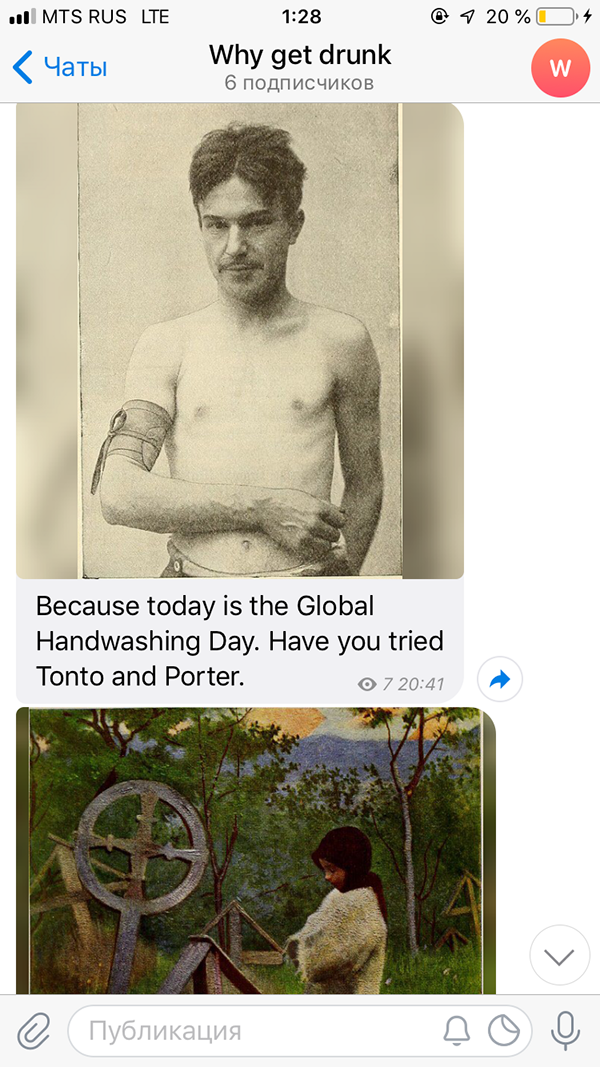 MTS RUS LTE 1:28 20 %
Чаты Why get drunk W
6 подписчиков
Because today is the Global
Handwashing Day. Have you tried
Tonto and Porter.
7 20:41
Публикация